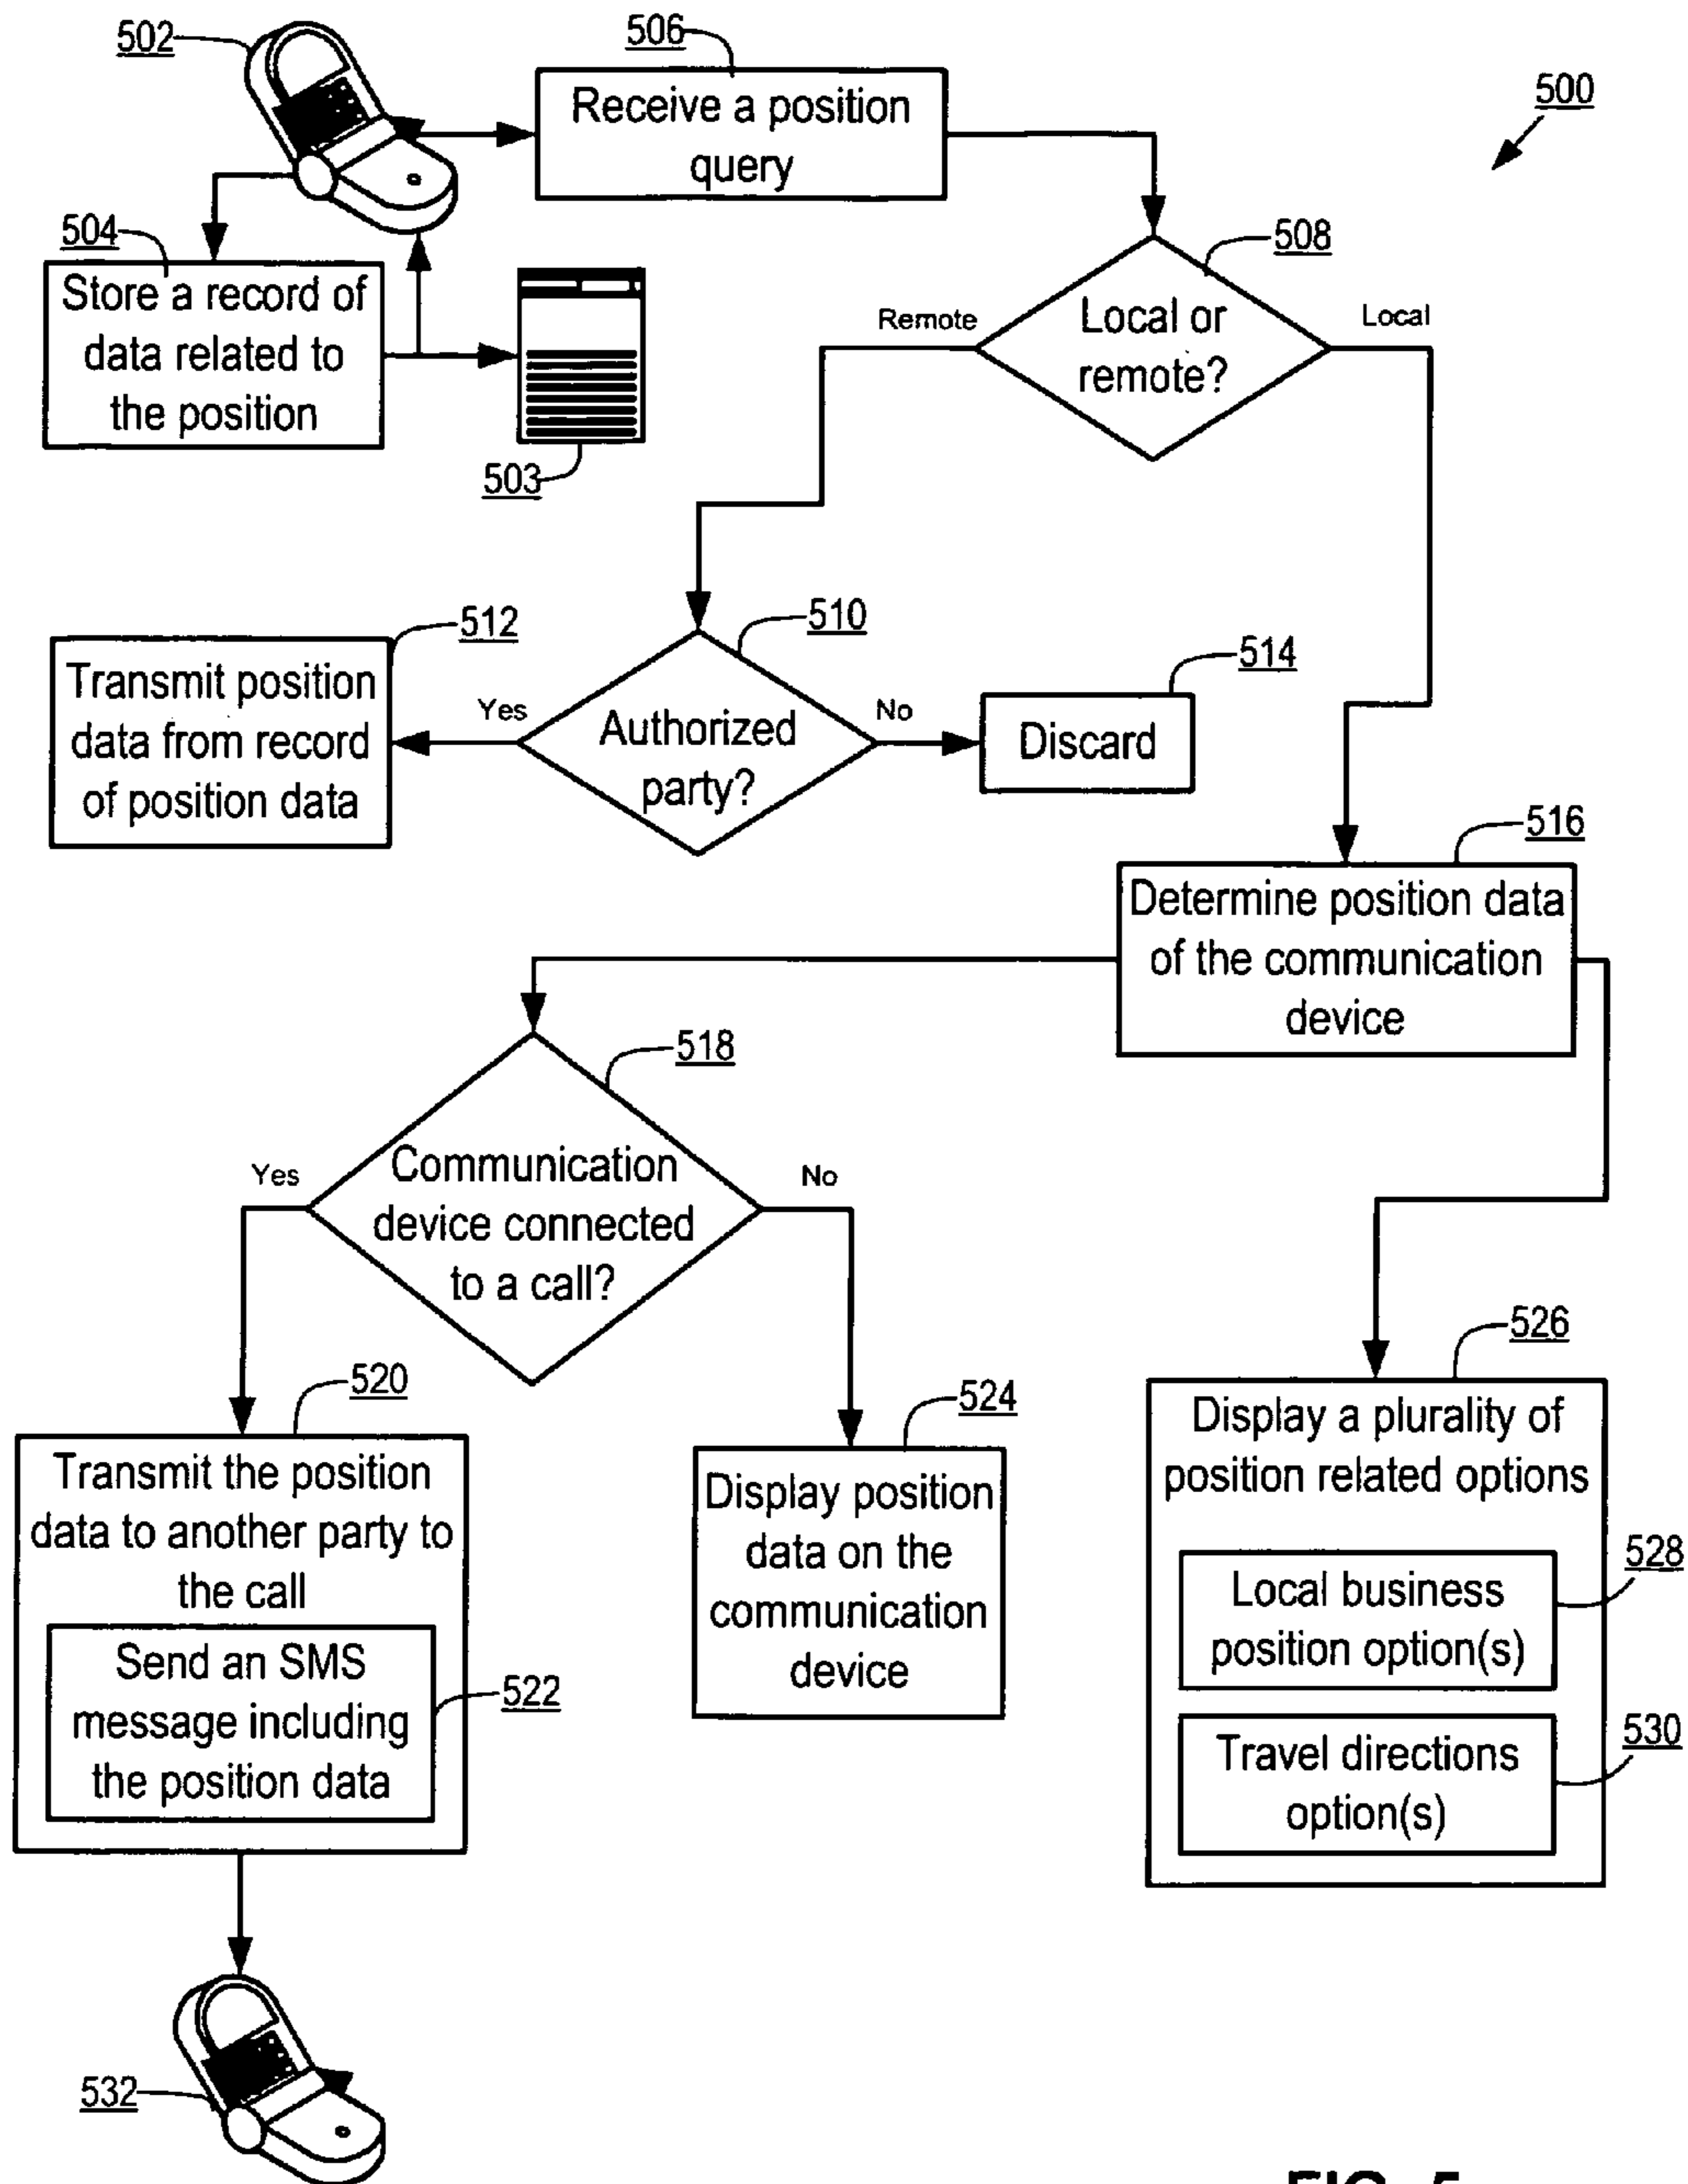 502
506
Receive a position
query
500
504
Store a record of
data related to
the position
503
508
Local or
remote?
Remote
Local
510
Authorized
party?
Yes
No
512
Transmit position
data from record
of position data
514
Discard
516
Determine position data
of the communication
device
518
Communication
device connected
to a call?
Yes
No
520
Transmit the position
data to another party to
the call
Send an SMS
message including
the position data
522
524
Display position
data on the
communication
device
526
Display a plurality of
position related options
Local business
position option(s)
528
Travel directions
option(s)
530
532
FIG. 5